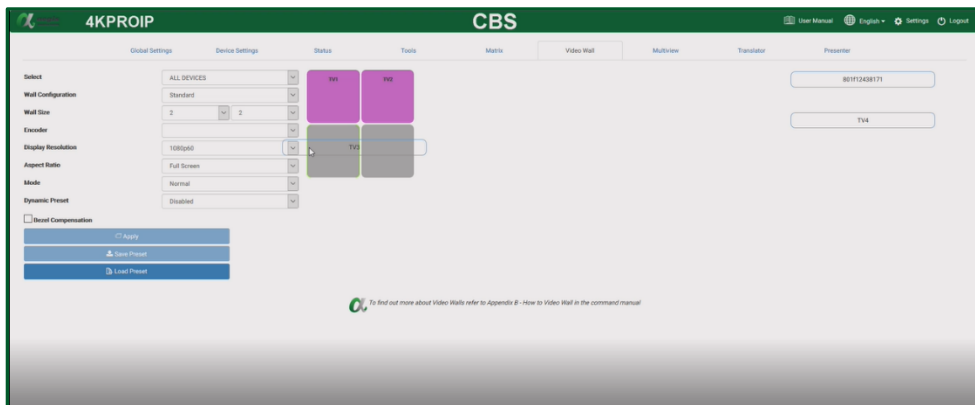 4KPROIP
CBS
User Manual English Settings Logout
Global Settings Device Settings Status Tools Matrix Video Wall Multiview Translator Presenter
Select ALL DEVICES
Wall Configuration Standard
Wall Size 2 2
Encoder
Display Resolution 1080p60
Aspect Ratio Full Screen
Mode Normal
Dynamic Preset Disabled
Bezel Compensation
Apply
Save Preset
Load Preset
TV1 TV2
TV3
801f12438171
TV4
To find out more about Video Walls refer to Appendix B - How to Video Wall in the command manual